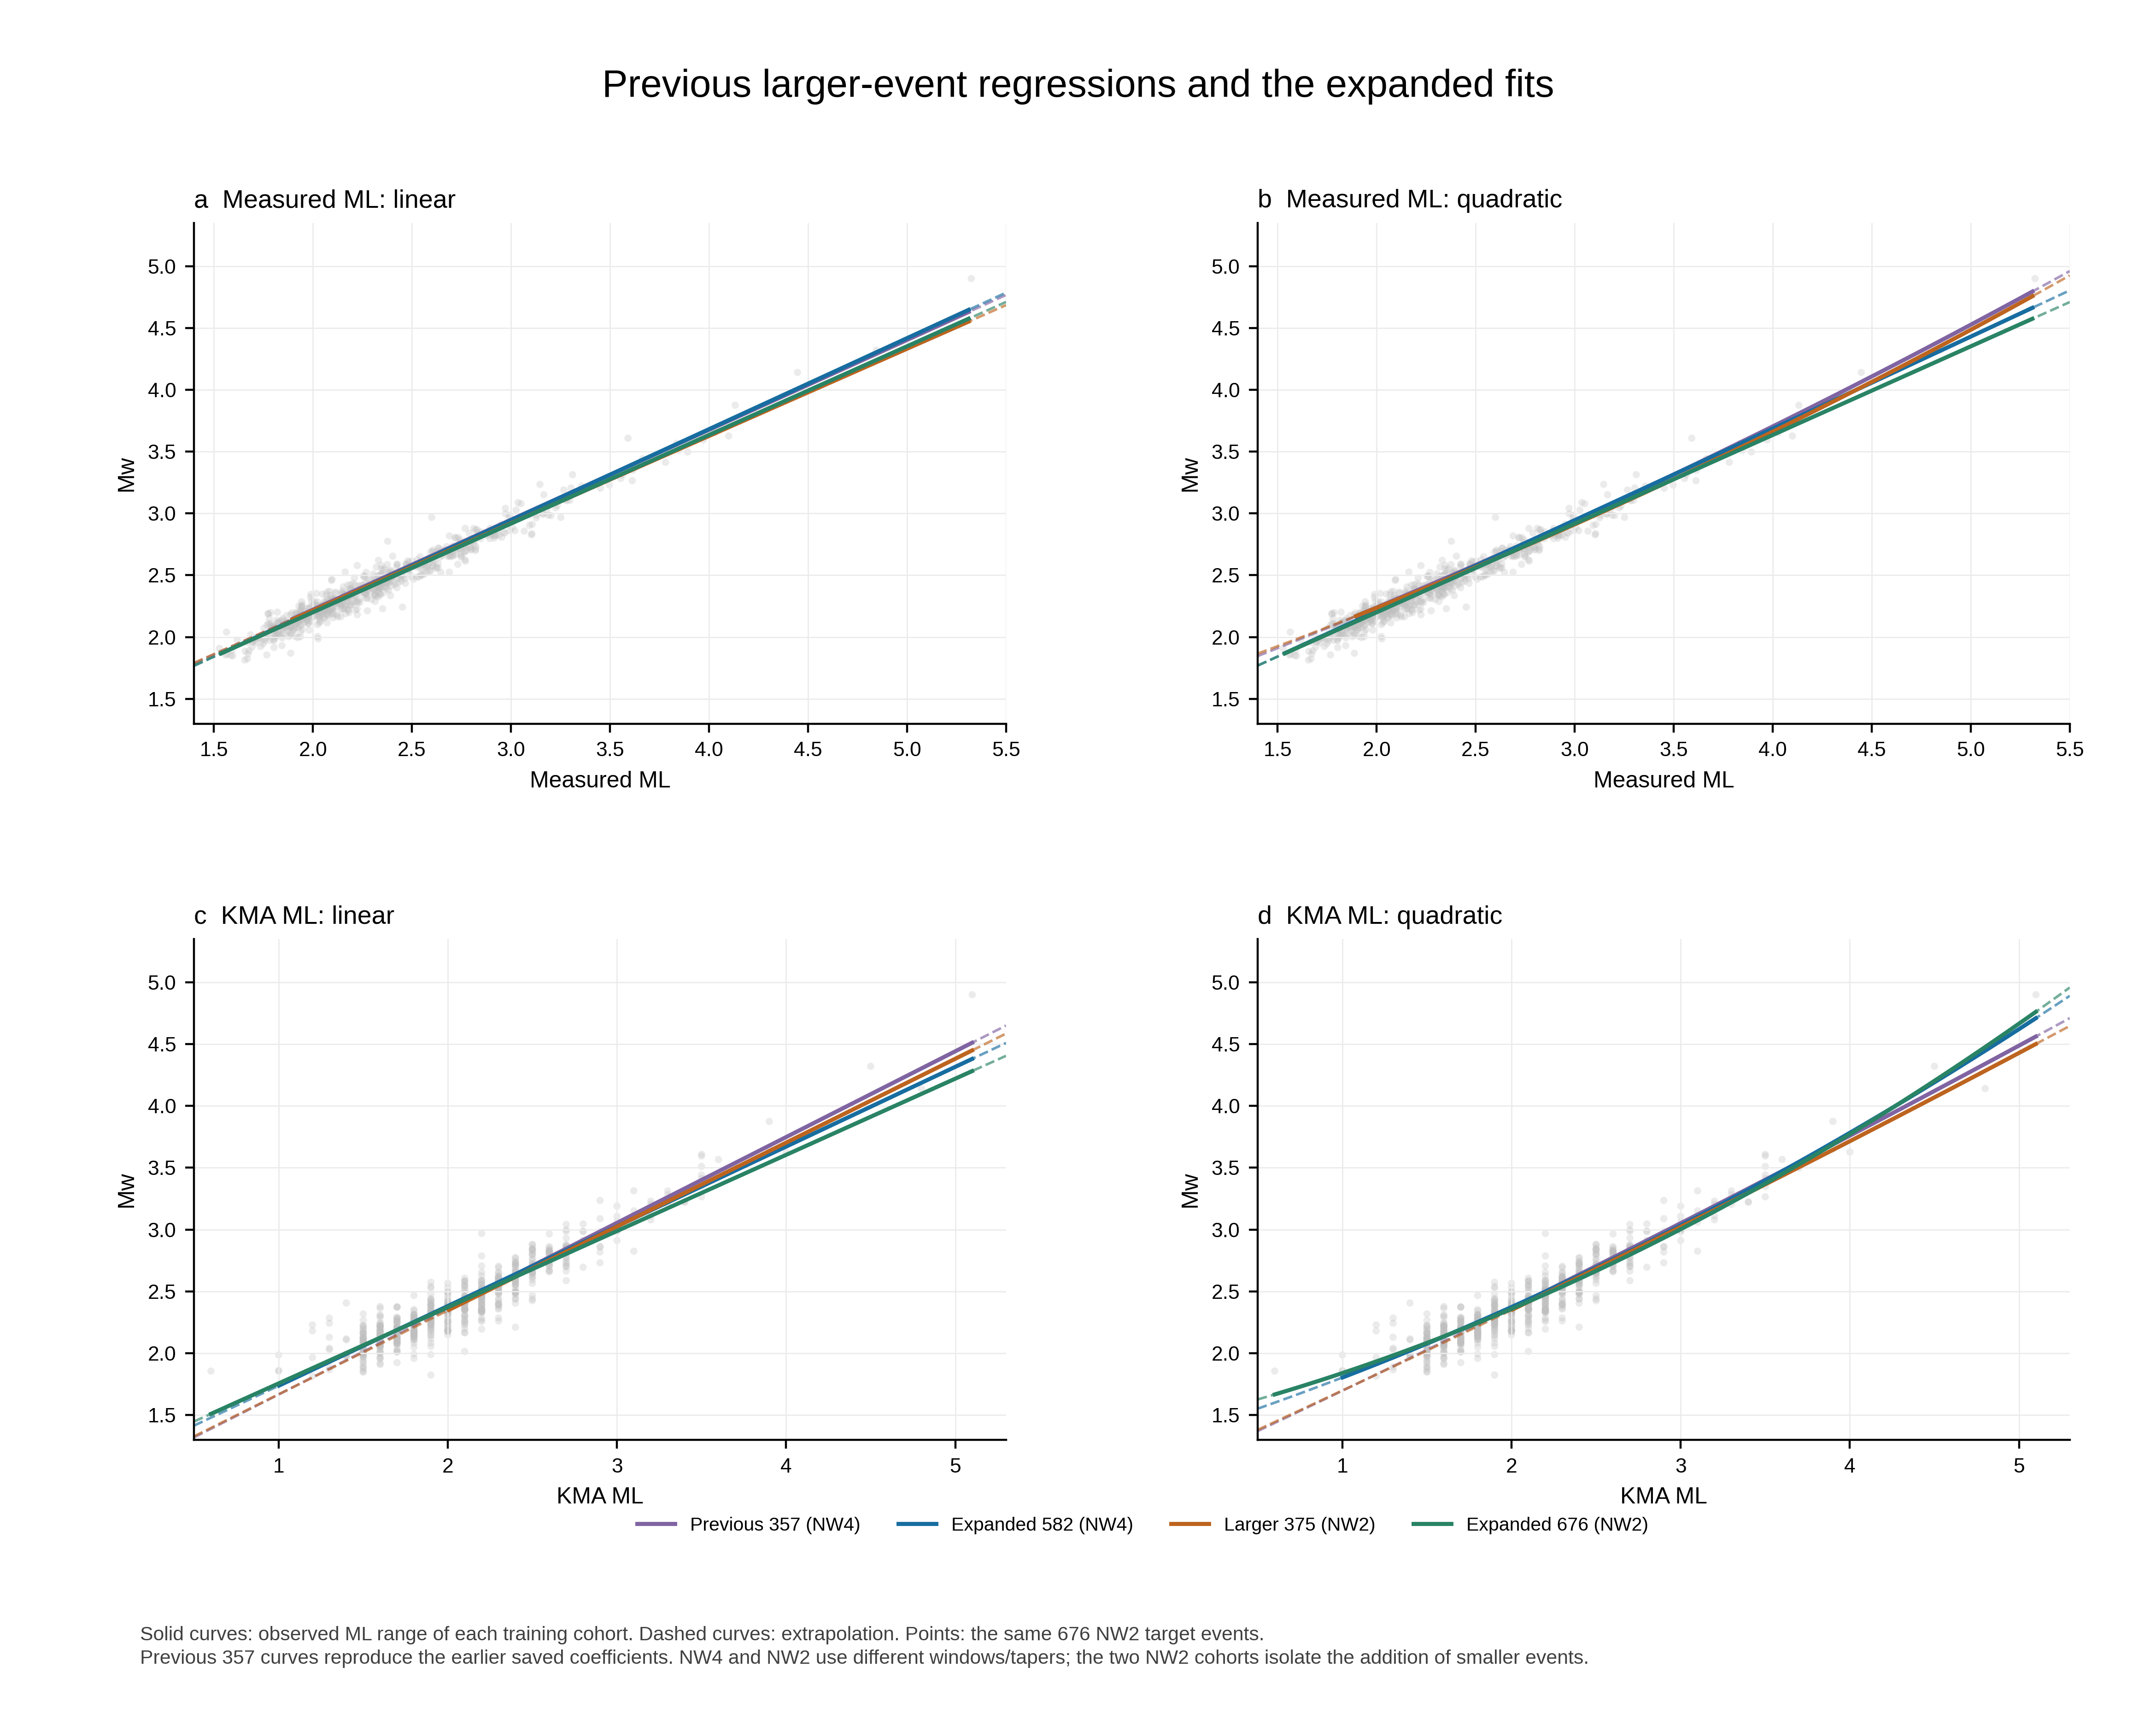 Previous larger-event regressions and the expanded fits
a  Measured ML: linear
b  Measured ML: quadratic
5.0
4.5
4.0
3.5
3.0
2.5
2.0
1.5
Mw
1.5 2.0 2.5 3.0 3.5 4.0 4.5 5.0 5.5
Measured ML
5.0
4.5
4.0
3.5
3.0
2.5
2.0
1.5
Mw
1.5 2.0 2.5 3.0 3.5 4.0 4.5 5.0 5.5
Measured ML
c  KMA ML: linear
d  KMA ML: quadratic
5.0
4.5
4.0
3.5
3.0
2.5
2.0
1.5
Mw
1 2 3 4 5
KMA ML
5.0
4.5
4.0
3.5
3.0
2.5
2.0
1.5
Mw
1 2 3 4 5
KMA ML
Previous 357 (NW4) Expanded 582 (NW4) Larger 375 (NW2) Expanded 676 (NW2)
Solid curves: observed ML range of each training cohort. Dashed curves: extrapolation. Points: the same 676 NW2 target events.
Previous 357 curves reproduce the earlier saved coefficients. NW4 and NW2 use different windows/tapers; the two NW2 cohorts isolate the addition of smaller events.